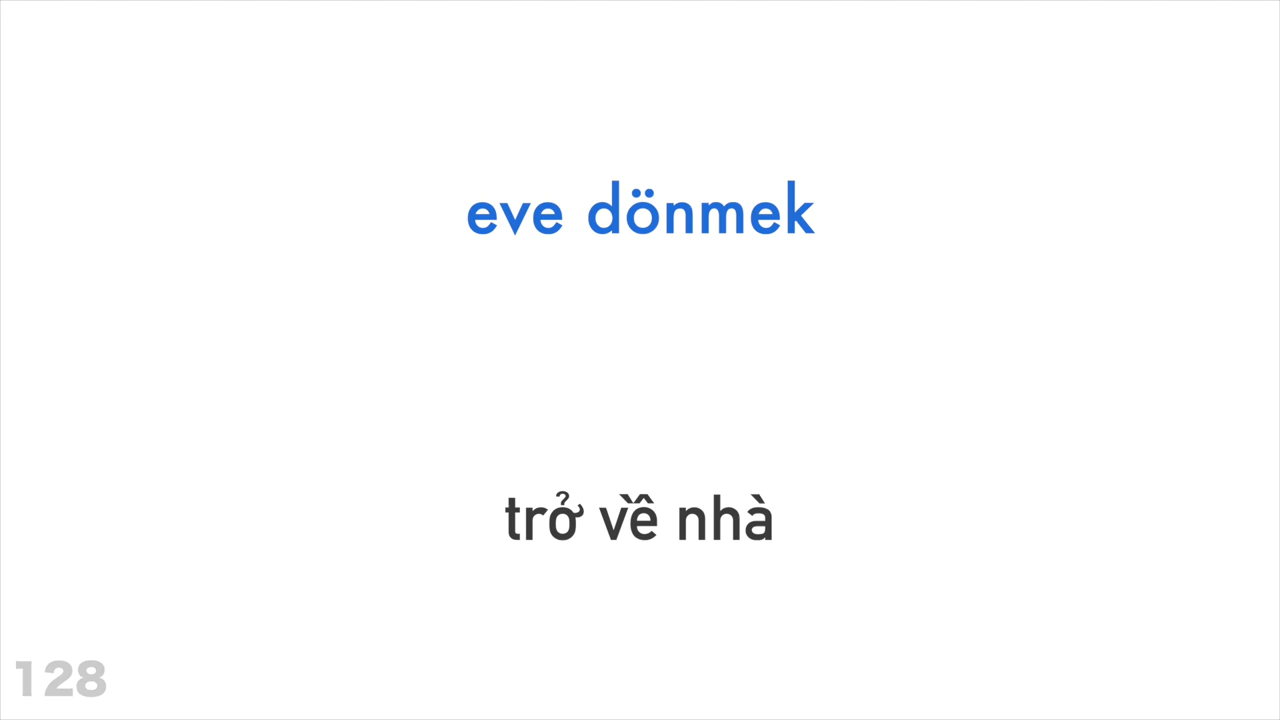 eve dönmek
trở về nhà
128